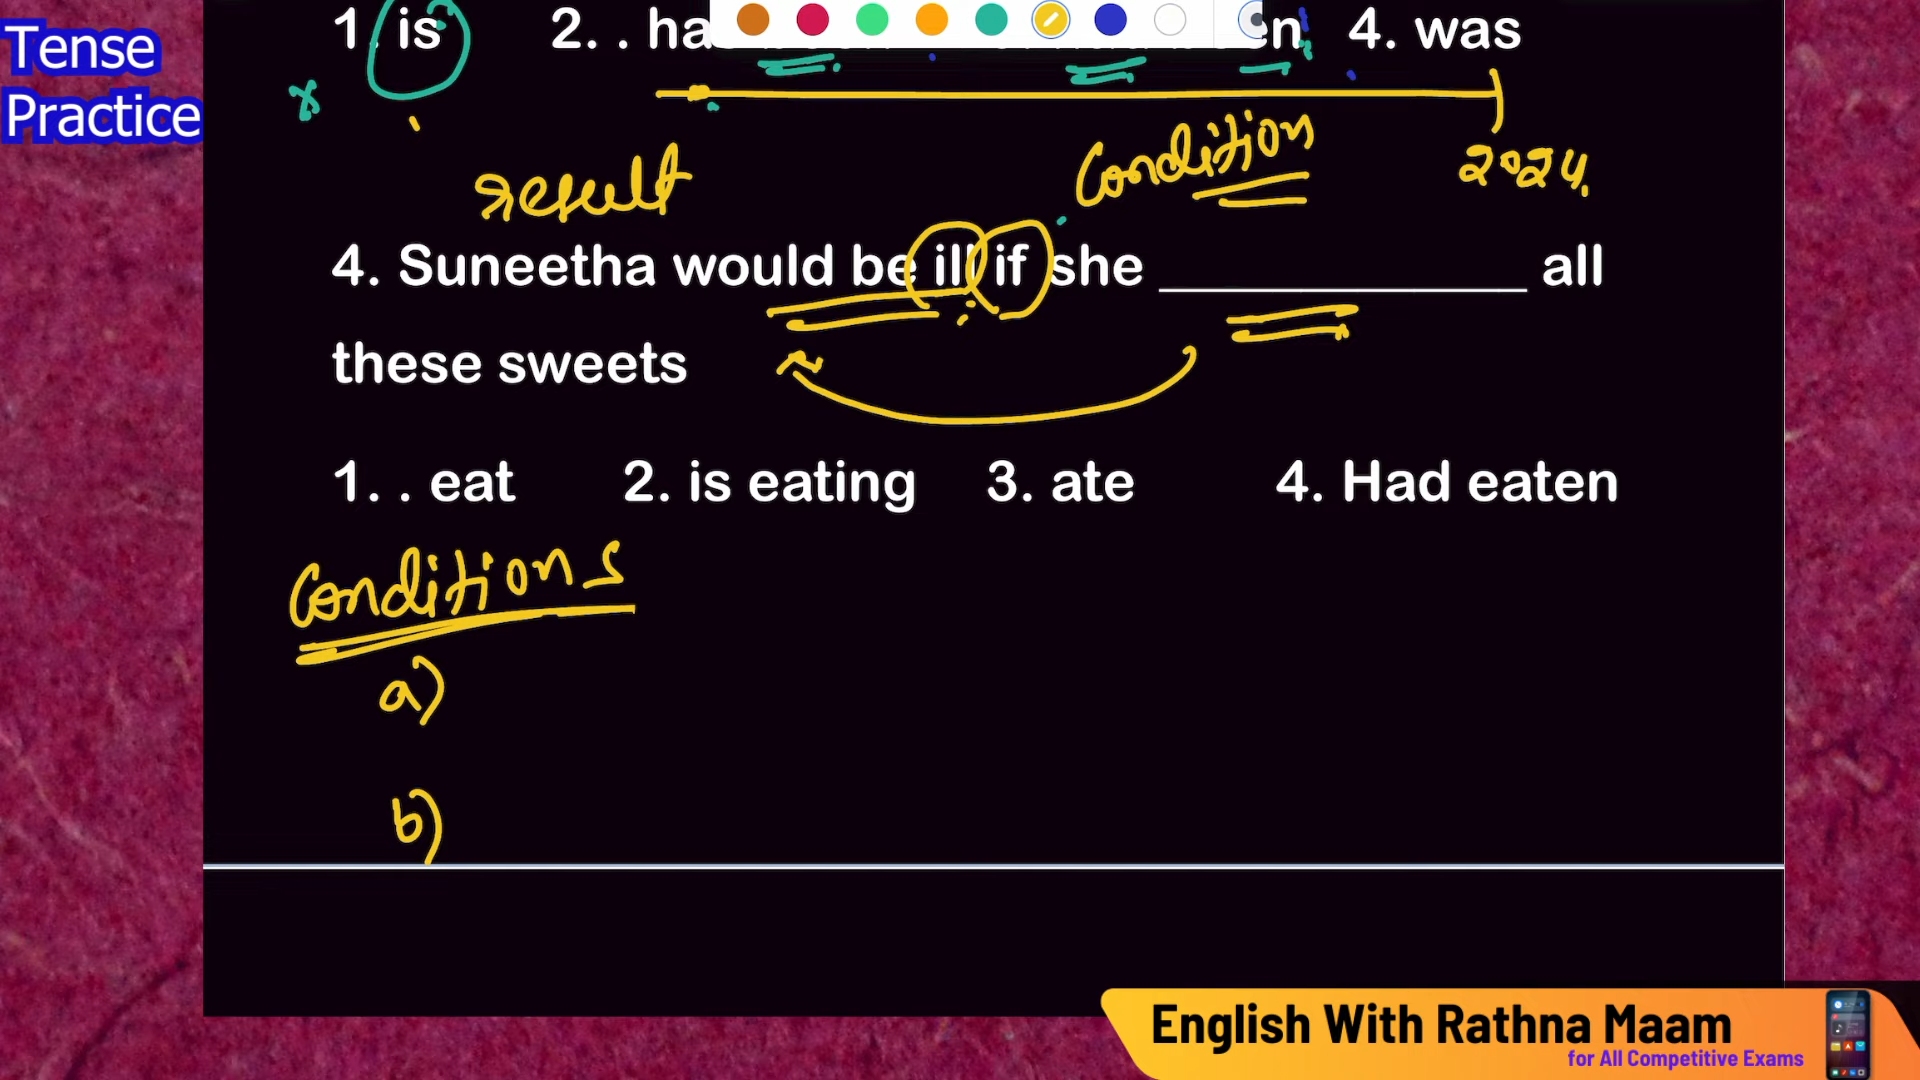 Tense
Practice
1. is 2. . ha en 4. was
result Condition 2024.
4. Suneetha would be ill if she ______________ all
these sweets
1. . eat 2. is eating 3. ate 4. Had eaten
Conditions
a)
b)
English With Rathna Maam
for All Competitive Exams